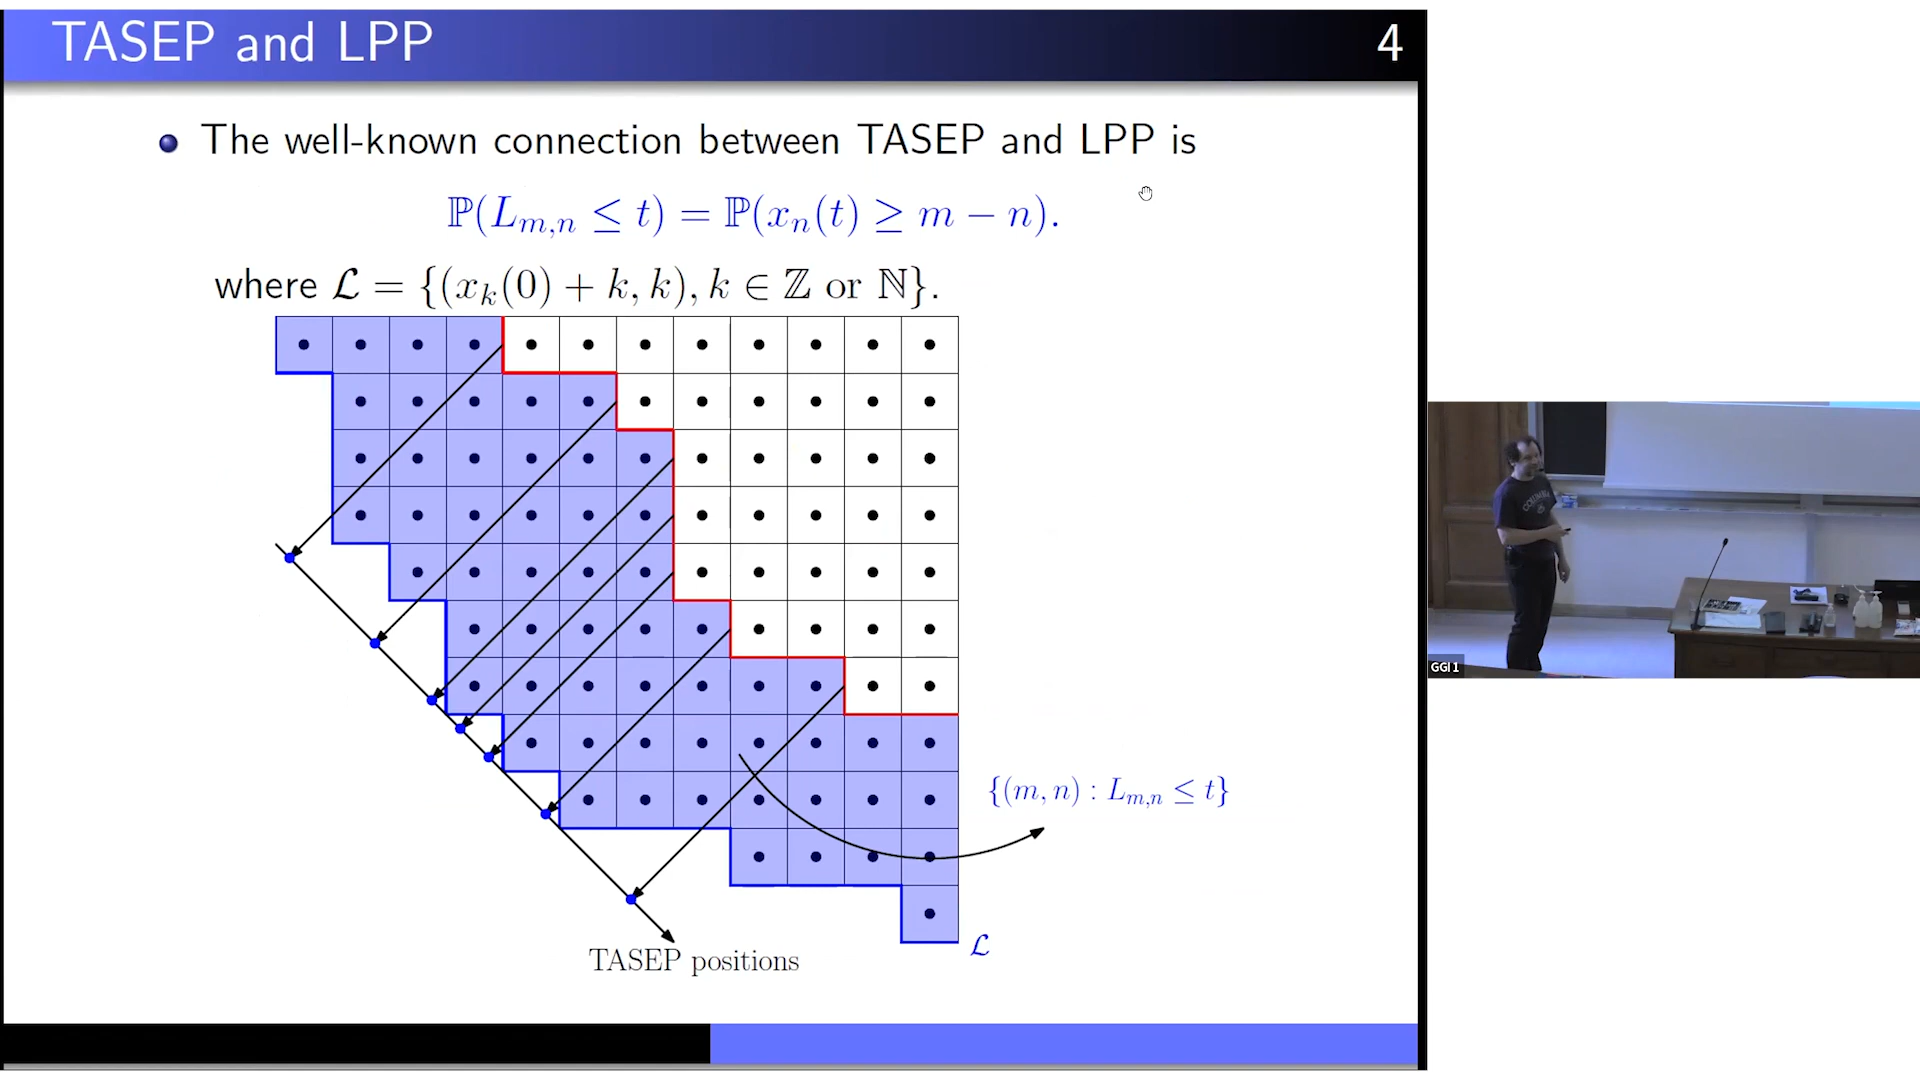 TASEP and LPP 4
The well-known connection between TASEP and LPP is
ℙ(L_{m,n} ≤ t) = ℙ(x_n(t) ≥ m − n).
where ℒ = {(x_k(0) + k, k), k ∈ ℤ or ℕ}.
{(m, n) : L_{m,n} ≤ t}
ℒ
TASEP positions
GGI 1